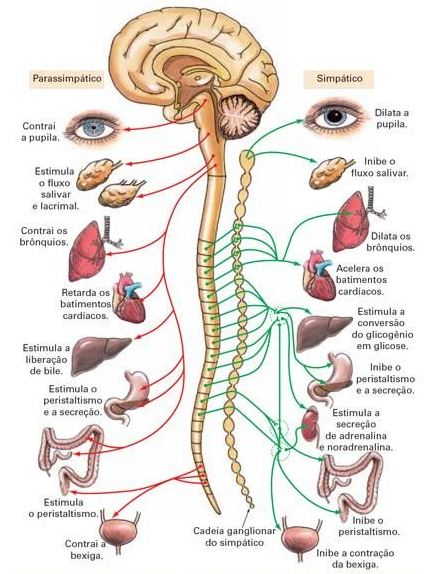 Parassimpático
Contrai
a pupila.
Estimula
o fluxo
salivar
e lacrimal.
Contrai os
brônquios.
Retarda os
batimentos
cardíacos.
Estimula a
liberação
de bile.
Estimula o
peristaltismo
e a secreção.
Estimula
o peristaltismo.
Contrai a
bexiga.
Simpático
Dilata a
pupila.
Inibe o
fluxo salivar.
Dilata os
brônquios.
Acelera os
batimentos
cardíacos.
Estimula a
conversão
do glicogênio
em glicose.
Inibe o
peristaltismo
e a secreção.
Estimula a
secreção
de adrenalina
e noradrenalina.
Inibe o
peristaltismo.
Inibe a contração
da bexiga.
Cadeia ganglionar
do simpático